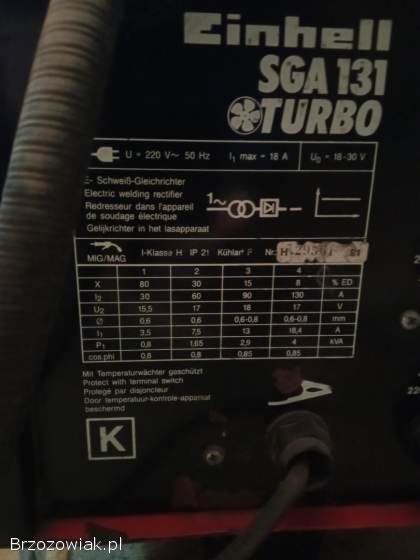 Einhell
SGA 131
TURBO
U = 220 V~ 50 Hz I₁ max = 18 A U₀ = 18-30 V
E- Schweiß-Gleichrichter
Electric welding rectifier
Redresseur dans l'appareil
de soudage électrique
Gelijkrichter in het lasapparaat
1~
MIG/MAG I-Klasse H IP 21 Kühlart F Nr.
1 2 3 4
X 80 30 15 8 % ED
I₂ 30 60 90 130 A
U₂ 15,5 17 18 17 V
Ø 0,6 0,6 0,6-0,8 0,6-0,8 mm
I₁ 3,5 7,5 13 18,4 A
P₁ 0,8 1,65 2,9 4 kVA
cos.phi 0,8 0,8 0,85 0,85
Mit Temperaturwächter geschützt
Protect with terminal switch
Protegé par disjoncteur
Door temperatuur-kontrole-apparaat
beschermd
K
Brzozowiak.pl